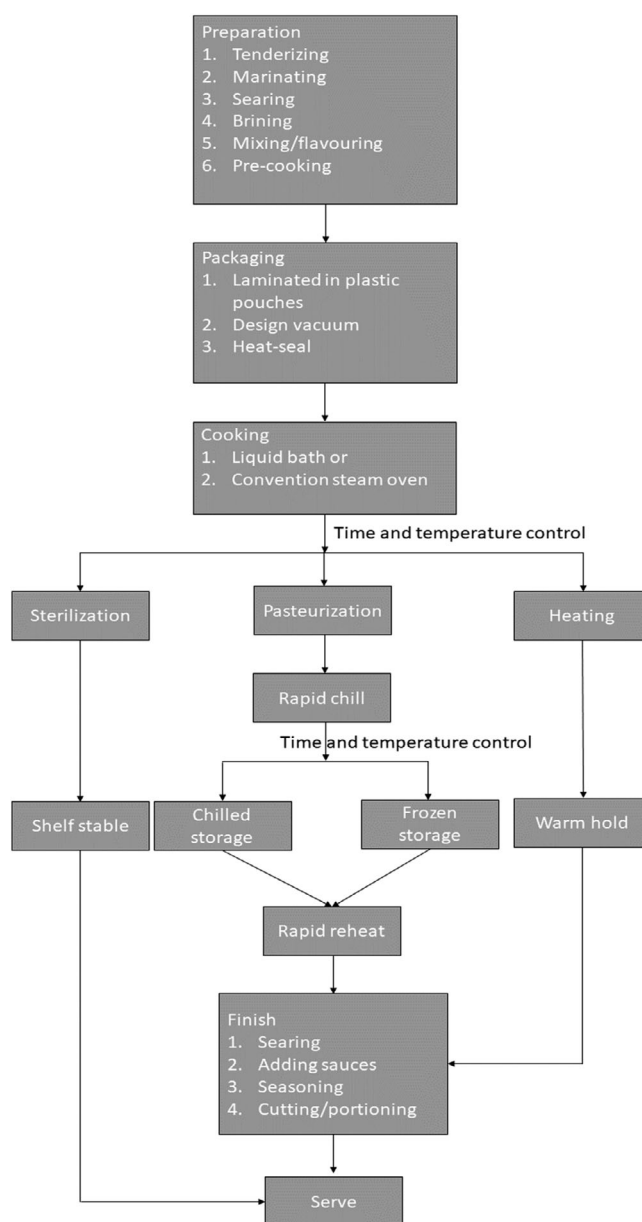 Preparation
1. Tenderizing
2. Marinating
3. Searing
4. Brining
5. Mixing/flavouring
6. Pre-cooking
Packaging
1. Laminated in plastic
pouches
2. Design vacuum
3. Heat-seal
Cooking
1. Liquid bath or
2. Convention steam oven
Time and temperature control
Sterilization
Pasteurization
Heating
Rapid chill
Time and temperature control
Shelf stable
Chilled
storage
Frozen
storage
Warm hold
Rapid reheat
Finish
1. Searing
2. Adding sauces
3. Seasoning
4. Cutting/portioning
Serve